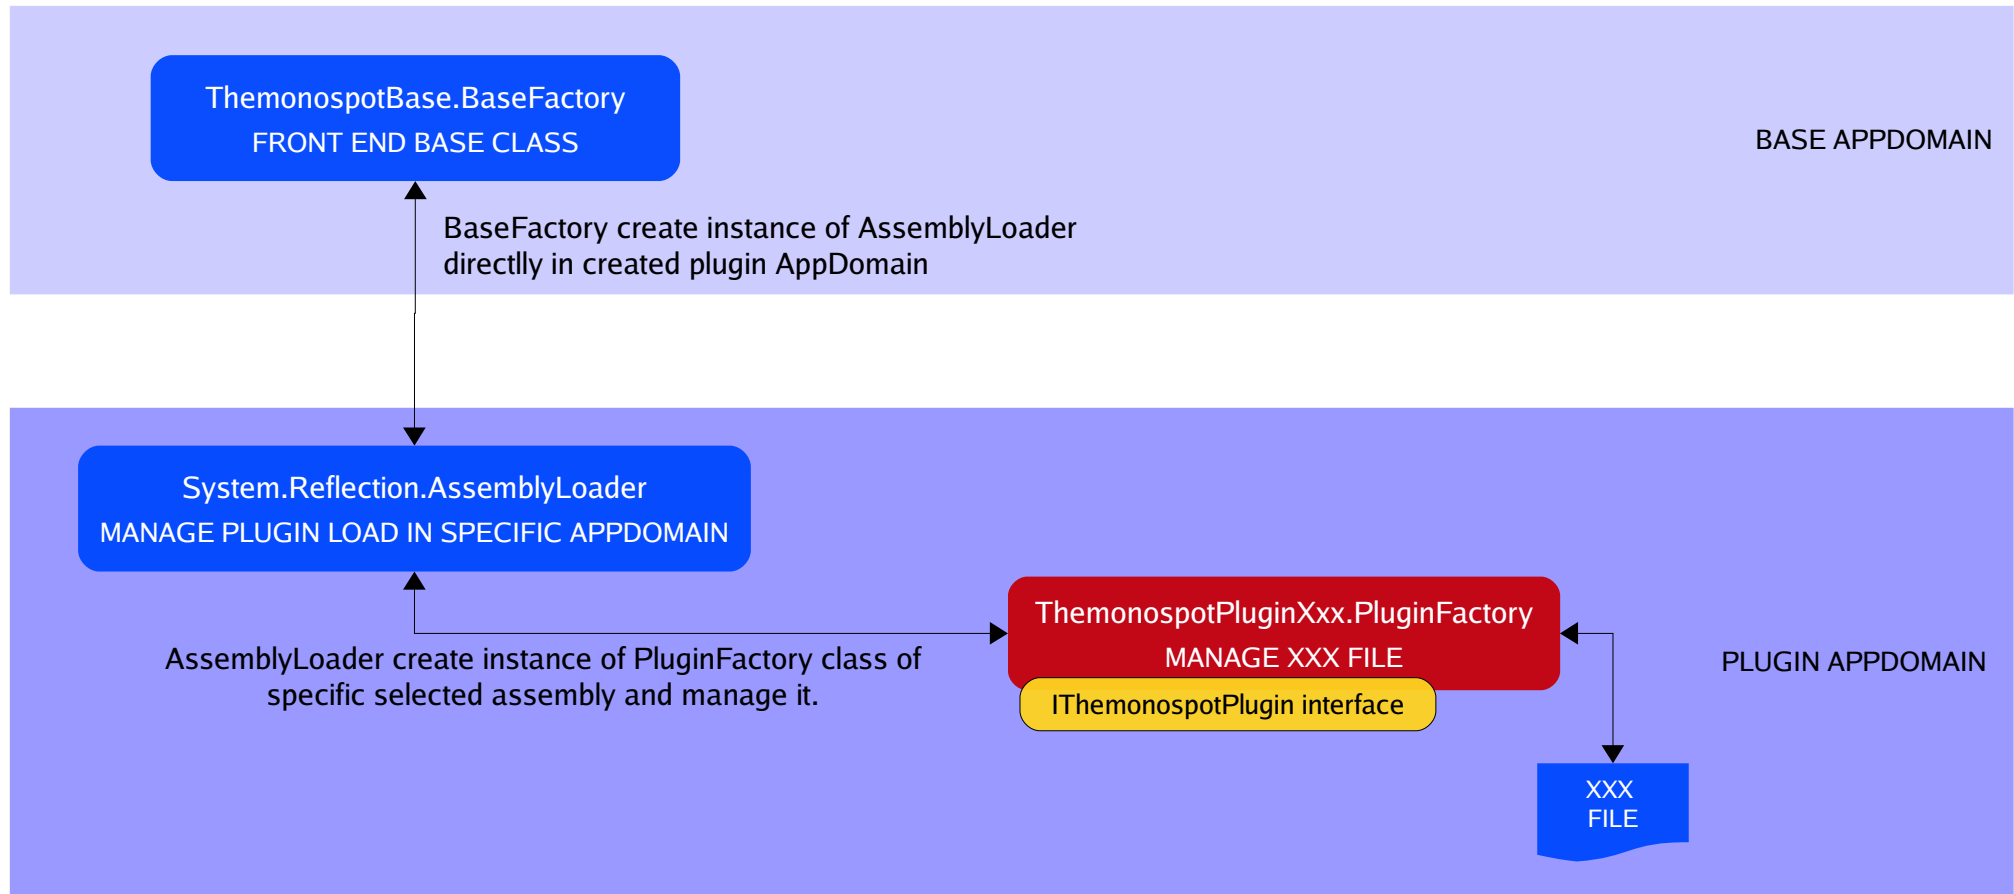 ThemonospotBase.BaseFactory
FRONT END BASE CLASS
BASE APPDOMAIN
BaseFactory create instance of AssemblyLoader
directlly in created plugin AppDomain
System.Reflection.AssemblyLoader
MANAGE PLUGIN LOAD IN SPECIFIC APPDOMAIN
ThemonospotPluginXxx.PluginFactory
MANAGE XXX FILE
IThemonospotPlugin interface
AssemblyLoader create instance of PluginFactory class of
specific selected assembly and manage it.
PLUGIN APPDOMAIN
XXX
FILE